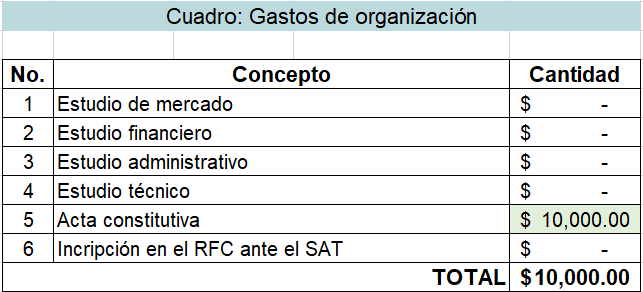 Cuadro: Gastos de organización
No. Concepto Cantidad
1 Estudio de mercado $ -
2 Estudio financiero $ -
3 Estudio administrativo $ -
4 Estudio técnico $ -
5 Acta constitutiva $ 10,000.00
6 Incripción en el RFC ante el SAT $ -
TOTAL $10,000.00